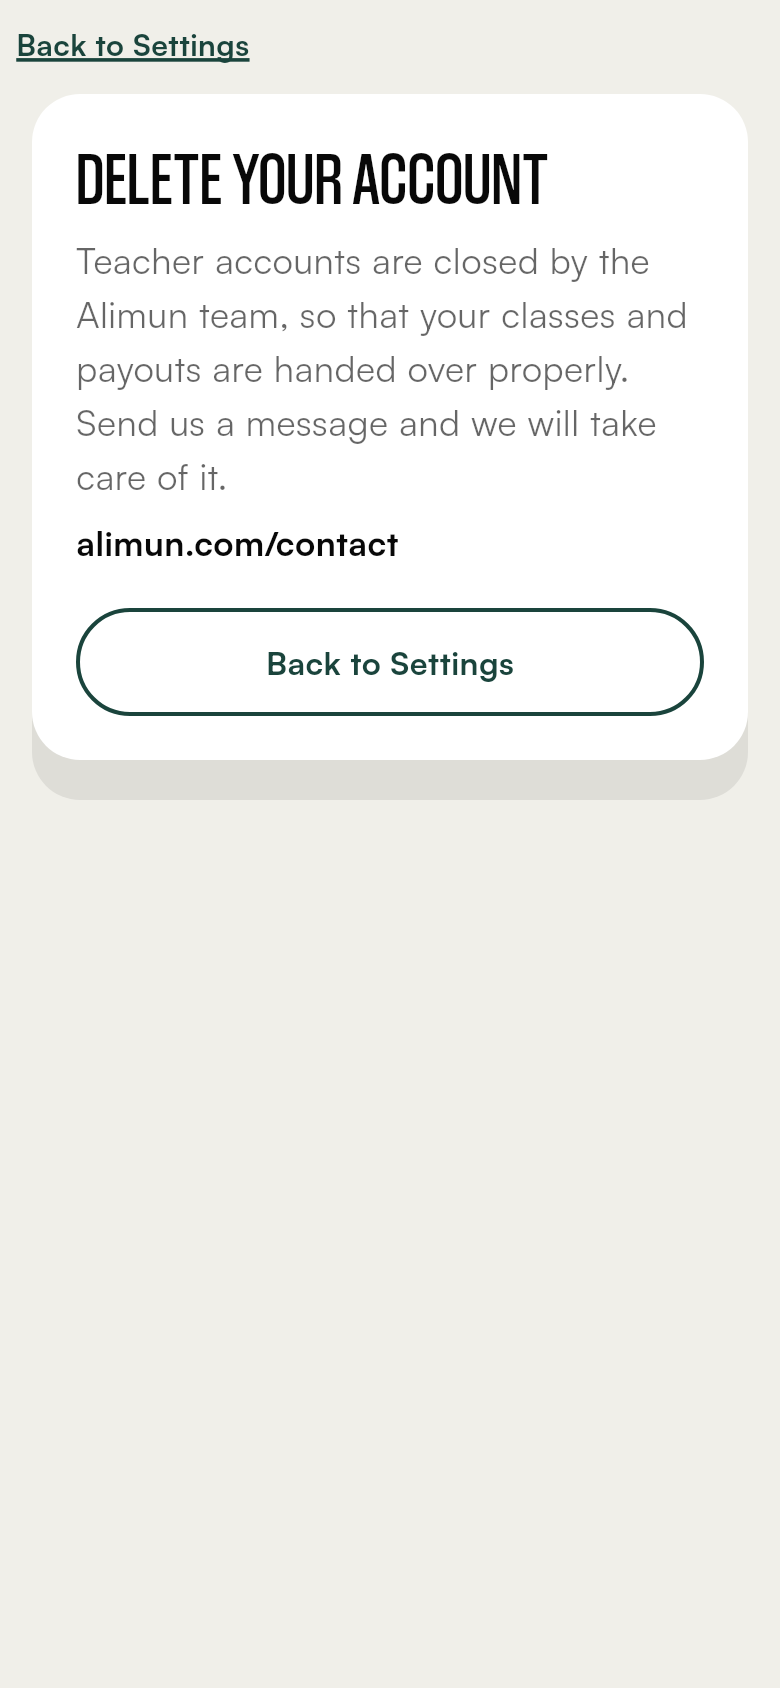 Back to Settings
DELETE YOUR ACCOUNT
Teacher accounts are closed by the
Alimun team, so that your classes and
payouts are handed over properly.
Send us a message and we will take
care of it.
alimun.com/contact
Back to Settings